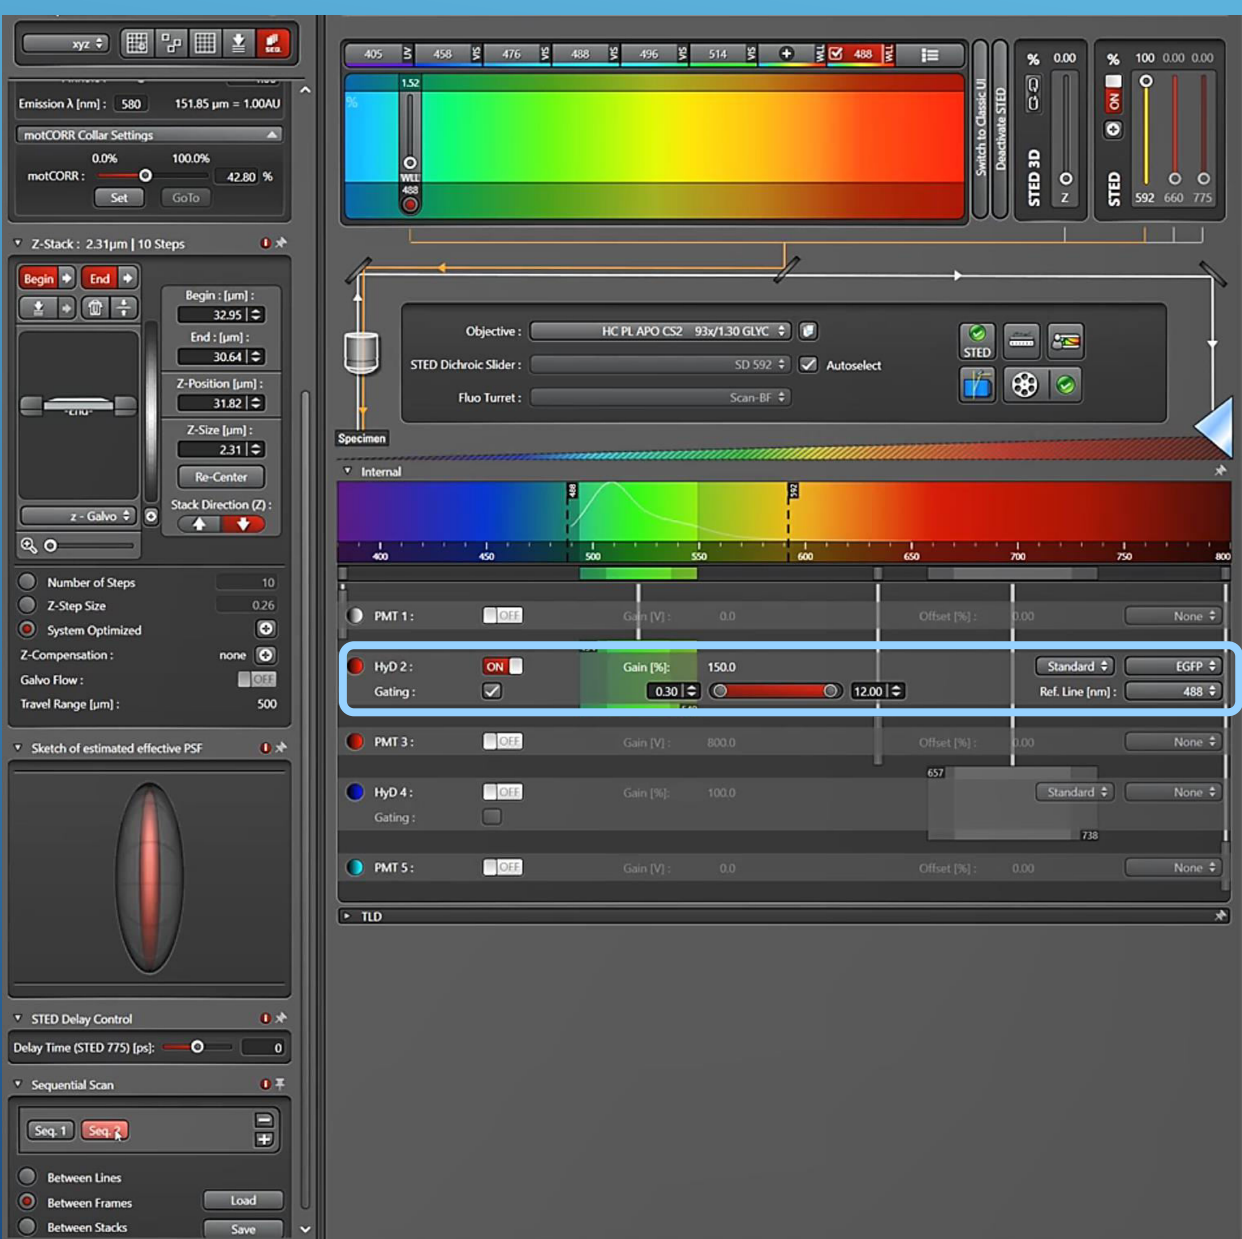 xyz
SEQ.
405 UV 458 VIS 476 VIS 488 VIS 496 VIS 514 VIS WLL 488 WLL
Emission λ [nm] : 580 151.85 µm = 1.00AU
motCORR Collar Settings
0.0% 100.0%
motCORR : 42.80 %
Set GoTo
%
1.52
WLL
488
Switch to Classic UI
Deactivate STED
% 0.00
STED 3D
Z
% 100 0.00 0.00
ON
STED
592 660 775
Z-Stack : 2.31µm | 10 Steps
Begin End
Begin : [µm] :
32.95
End : [µm] :
30.64
Z-Position [µm] :
31.82
Z-Size [µm] :
2.31
Re-Center
Stack Direction (Z) :
-End-
z - Galvo
Number of Steps 10
Z-Step Size 0.26
System Optimized
Z-Compensation : none
Galvo Flow : OFF
Travel Range [µm] : 500
Sketch of estimated effective PSF
STED Delay Control
Delay Time (STED 775) [ps]: 0
Sequential Scan
Seq. 1 Seq. 2
Between Lines
Between Frames Load
Between Stacks Save
Objective : HC PL APO CS2 93x/1.30 GLYC
STED Dichroic Slider : SD 592 Autoselect
Fluo Turret : Scan-BF
STED
Specimen
Internal
488 592
400 450 500 550 600 650 700 750 800
PMT 1 : OFF Gain [V] : 0.0 Offset [%] : 0.00 None
HyD 2 : ON Gain [%]: 150.0 Standard EGFP
Gating : 0.30 12.00 Ref. Line [nm] : 488
PMT 3 : OFF Gain [V] : 800.0 Offset [%] : 0.00 None
657
HyD 4 : OFF Gain [%]: 100.0 Standard None
Gating :
738
PMT 5 : OFF Gain [V] : 0.0 Offset [%] : 0.00 None
TLD